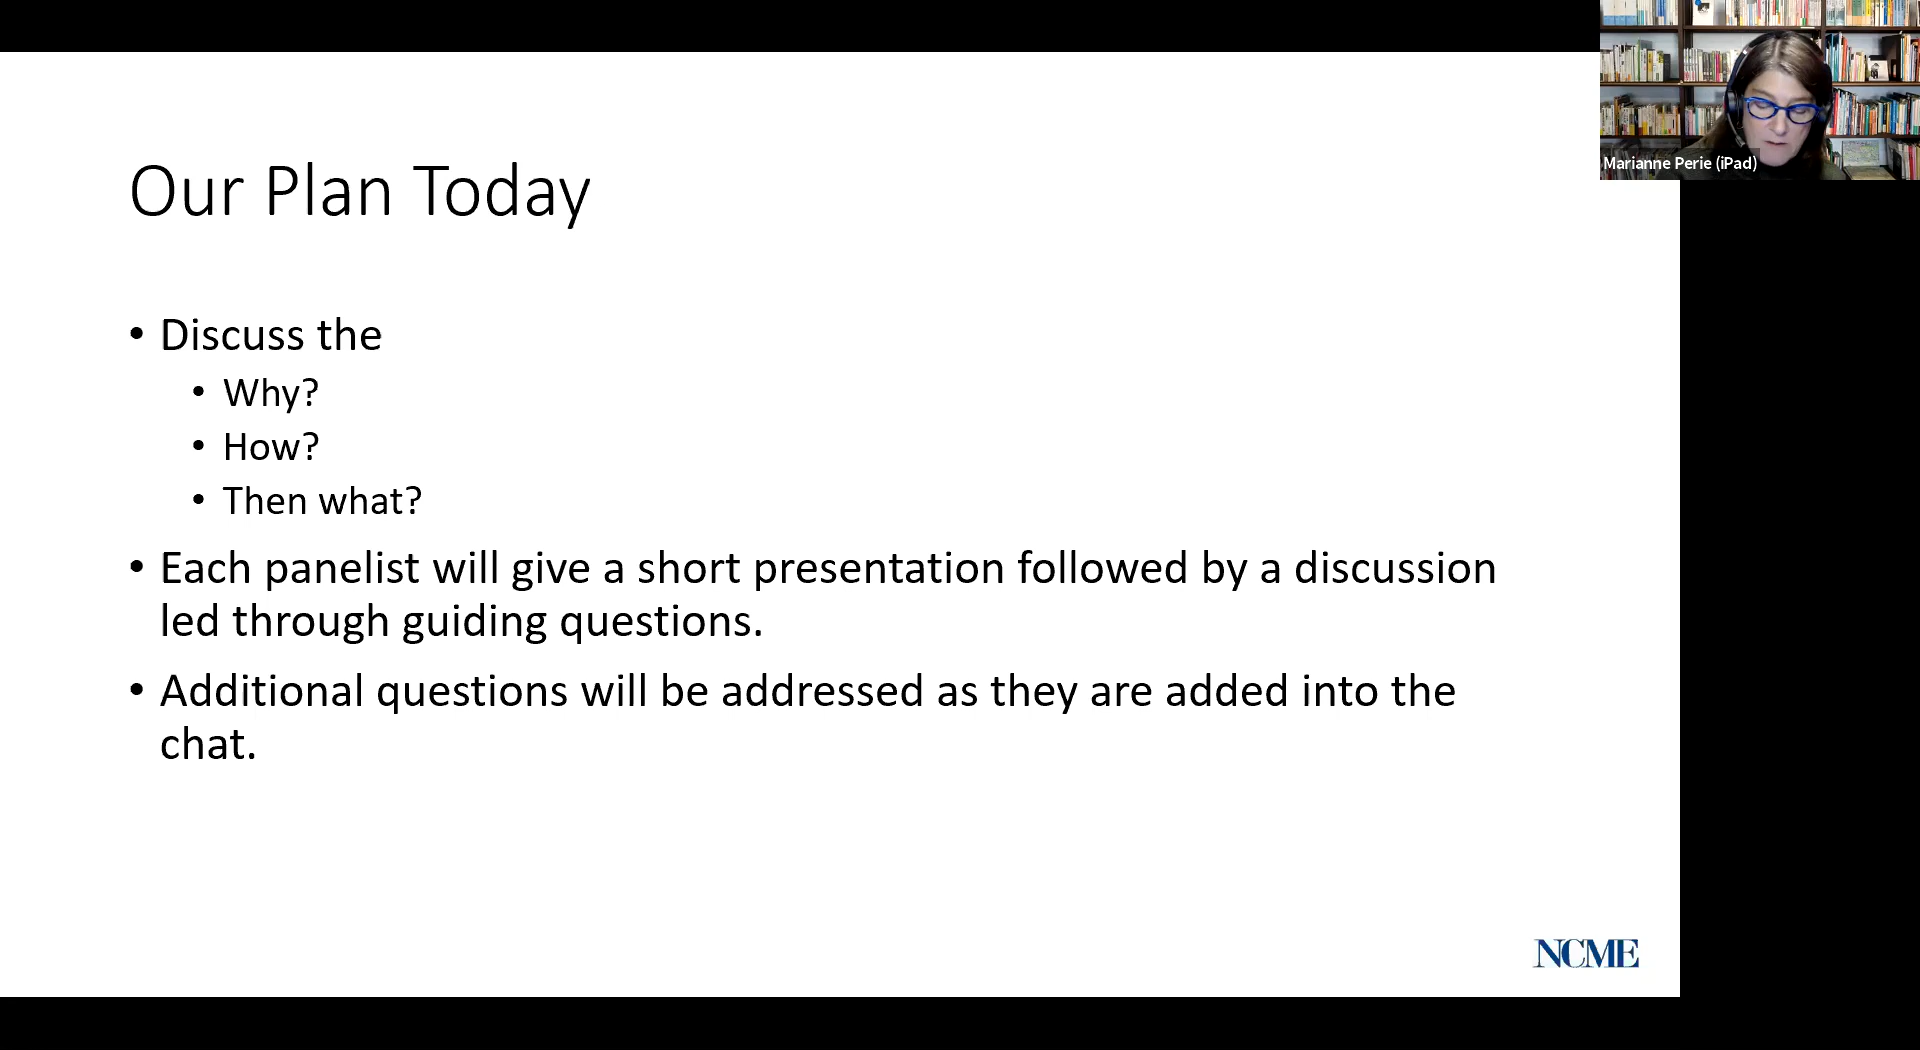 Our Plan Today
• Discuss the
• Why?
• How?
• Then what?
• Each panelist will give a short presentation followed by a discussion
led through guiding questions.
• Additional questions will be addressed as they are added into the
chat.
NCME
Marianne Perie (iPad)